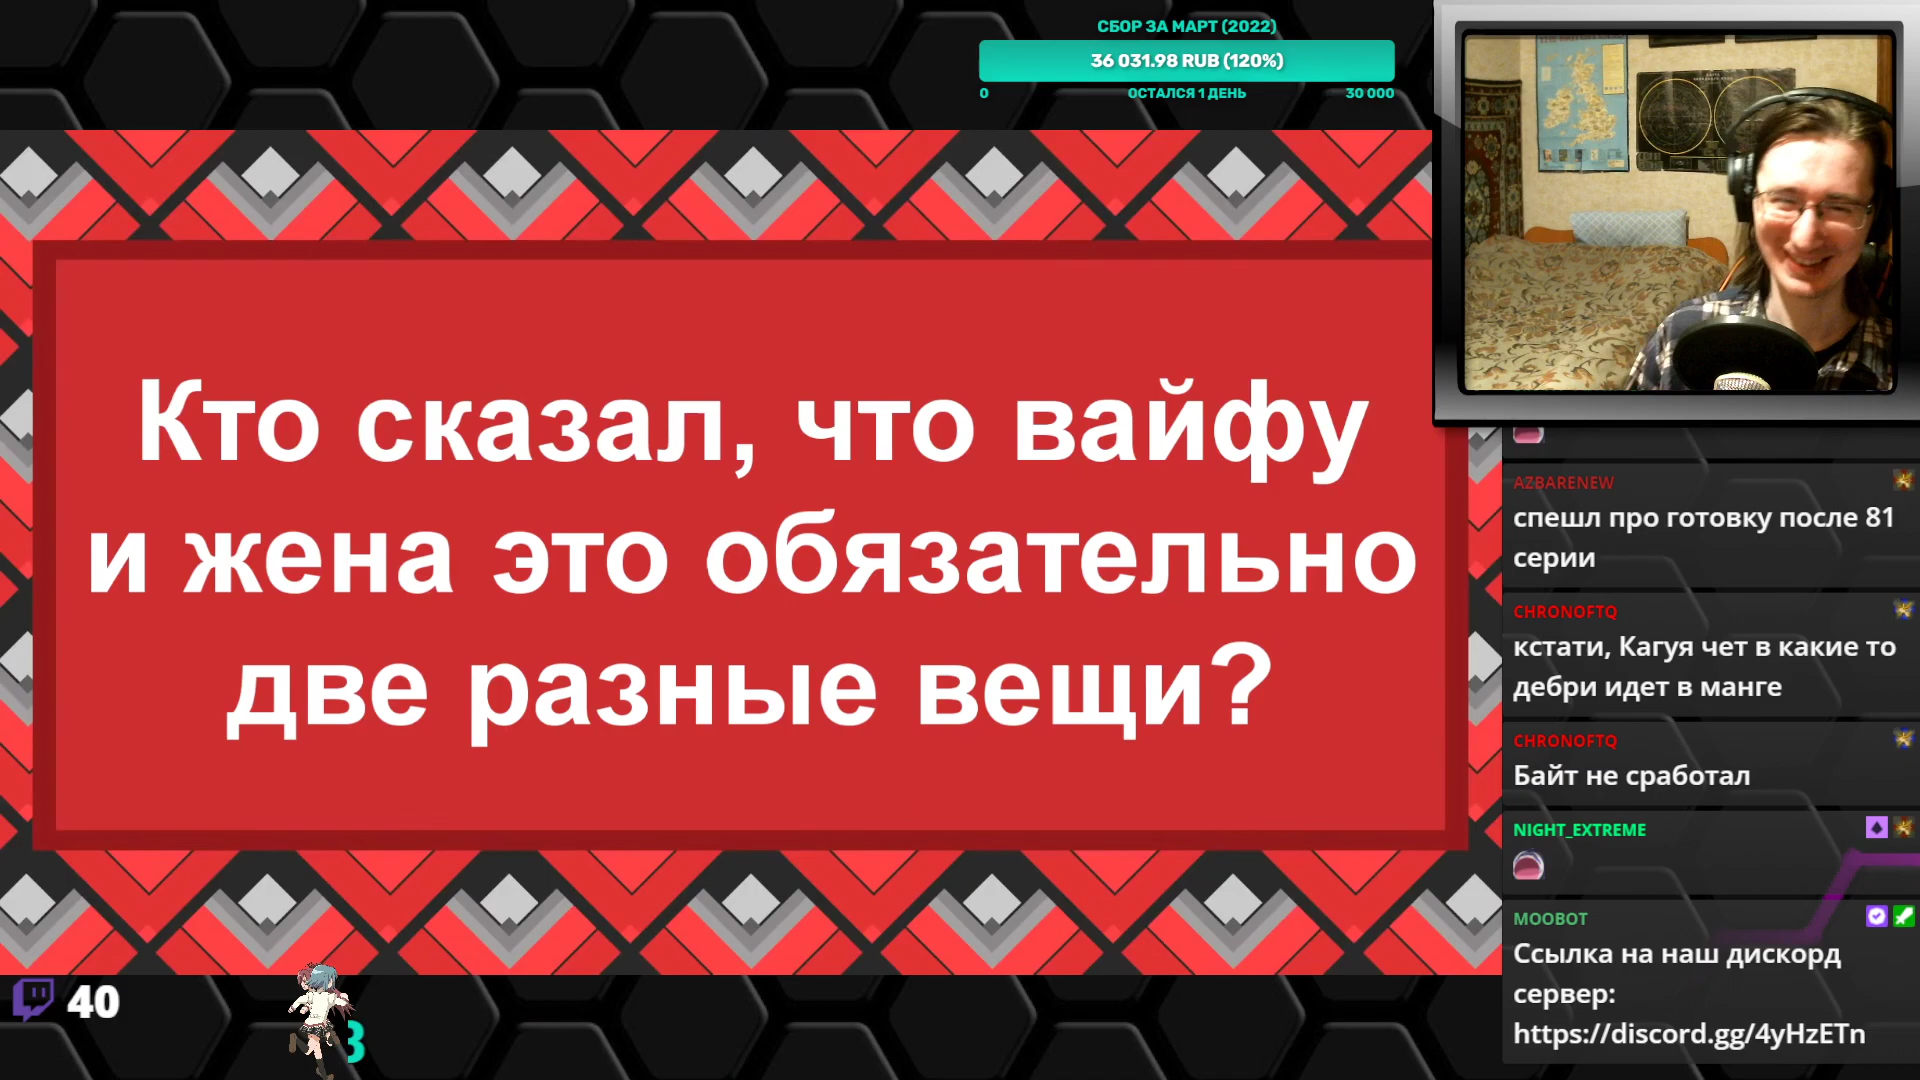 СБОР ЗА МАРТ (2022)
36 031.98 RUB (120%)
0 ОСТАЛСЯ 1 ДЕНЬ 30 000
Кто сказал, что вайфу
и жена это обязательно
две разные вещи?
AZBARENEW
спешл про готовку после 81
серии
CHRONOFTQ
кстати, Кагуя чет в какие то
дебри идет в манге
CHRONOFTQ
Байт не сработал
NIGHT_EXTREME
MOOBOT
Ссылка на наш дискорд
сервер:
https://discord.gg/4yHzETn
40
3